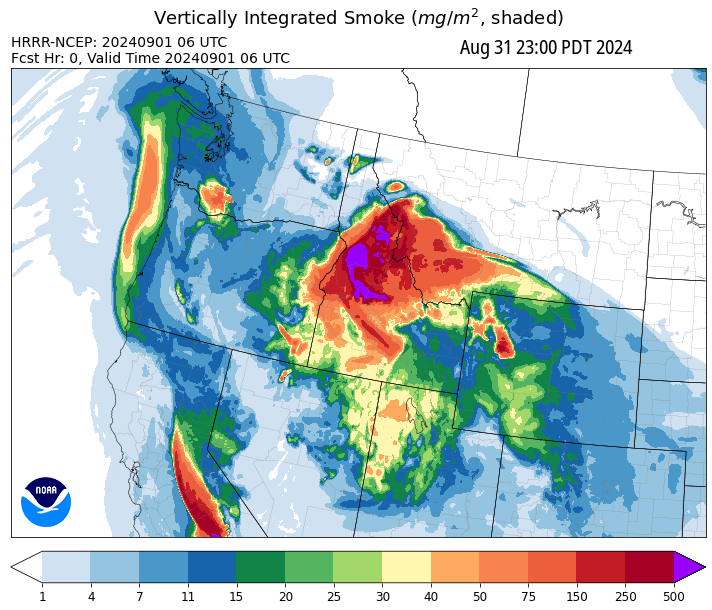 Vertically Integrated Smoke (mg/m², shaded)
HRRR-NCEP: 20240901 06 UTC
Fcst Hr: 0, Valid Time 20240901 06 UTC
Aug 31 23:00 PDT 2024
NOAA
1 4 7 11 15 20 25 30 40 50 75 150 250 500